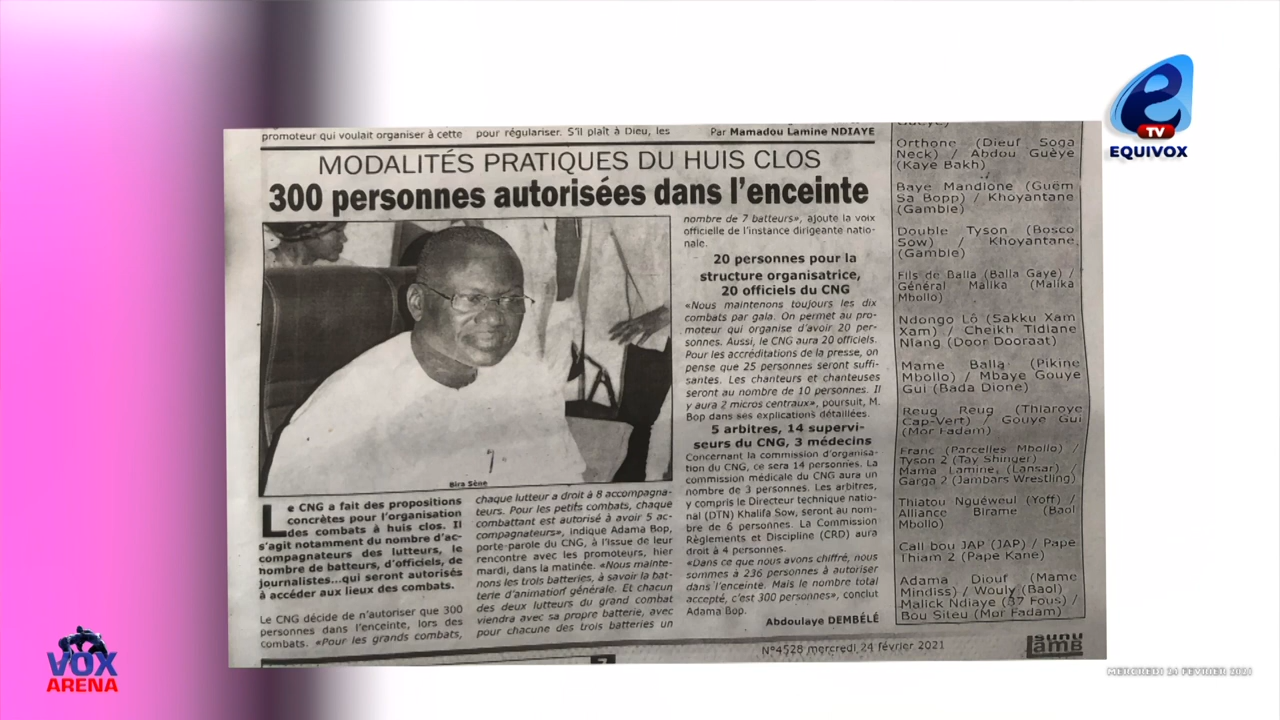 promoteur qui voulait organiser à cette
pour régulariser. S'il plaît à Dieu, les
Par Mamadou Lamine NDIAYE
MODALITÉS PRATIQUES DU HUIS CLOS
300 personnes autorisées dans l'enceinte
Bira Sène
Le CNG a fait des propositions
concrètes pour l'organisation
des combats à huis clos. Il
s'agit notamment du nombre d'ac-
compagnateurs des lutteurs, le
nombre de batteurs, d'officiels, de
journalistes...qui seront autorisés
à accéder aux lieux des combats.
Le CNG décide de n'autoriser que 300
personnes dans l'enceinte, lors des
combats. «Pour les grands combats,
chaque lutteur a droit à 8 accompagna-
teurs. Pour les petits combats, chaque
combattant est autorisé à avoir 5 ac-
compagnateurs», indique Adama Bop,
porte-parole du CNG, à l'issue de leur
rencontre avec les promoteurs, hier
mardi, dans la matinée. «Nous mainte-
nons les trois batteries, à savoir la bat-
terie d'animation générale. Et chacun
des deux lutteurs du grand combat
viendra avec sa propre batterie, avec
pour chacune des trois batteries un
nombre de 7 batteurs», ajoute la voix
officielle de l'instance dirigeante natio-
nale.
20 personnes pour la
structure organisatrice,
20 officiels du CNG
«Nous maintenons toujours les dix
combats par gala. On permet au pro-
moteur qui organise d'avoir 20 per-
sonnes. Aussi, le CNG aura 20 officiels.
Pour les accréditations de la presse, on
pense que 25 personnes seront suffi-
santes. Les chanteurs et chanteuses
seront au nombre de 10 personnes. Il
y aura 2 micros centraux», poursuit, M.
Bop dans ses explications détaillées.
5 arbitres, 14 supervi-
seurs du CNG, 3 médecins
Concernant la commission d'organisa-
tion du CNG, ce sera 14 personnes. La
commission médicale du CNG aura un
nombre de 3 personnes. Les arbitres,
y compris le Directeur technique natio-
nal (DTN) Khalifa Sow, seront au nom-
bre de 6 personnes. La Commission
Règlements et Discipline (CRD) aura
droit à 4 personnes.
«Dans ce que nous avons chiffré, nous
sommes à 236 personnes à autoriser
dans l'enceinte. Mais le nombre total
accepté, c'est 300 personnes», conclut
Adama Bop.
Abdoulaye DEMBÉLÉ
Orthone (Dieuf Soga
Neck) / Abdou Guèye
(Kaye Bakh)
Baye Mandione (Guem
Sa Bopp) / Khoyantane
(Gambie)
Double Tyson (Bosco
Sow) / Khoyantane
(Gambie)
Fils de Balla (Balla Gaye) /
Général Malika (Malika
Mbollo)
Ndongo Lô (Sakku Xam
Xam) / Cheikh Tidiane
Niang (Door Dooraat)
Mame Balla (Pikine
Mbollo) / Mbaye Gouye
Gui (Bada Dione)
Reug Reug (Thiaroye
Cap-Vert) / Gouye Gui
(Mor Fadam)
Franc (Parcelles Mbollo) /
Tyson 2 (Tay Shinger)
Mama Lamine (Lansar) /
Garga 2 (Jambars Wrestling)
Thiatou Nguéweul (Yoff) /
Alliance Birame (Baol
Mbollo)
Call bou JAP (JAP) / Pape
Thiam 2 (Pape Kane)
Adama Diouf (Mame
Mindiss) / Wouly (Baol)
Malick Ndiaye (37 Fous) /
Bou Siteu (Mor Fadam)
7
N°4528 mercredi 24 février 2021
sunu
Lamb
e
TV
EQUIVOX
VOX
ARENA
MERCREDI 24 FEVRIER 2021